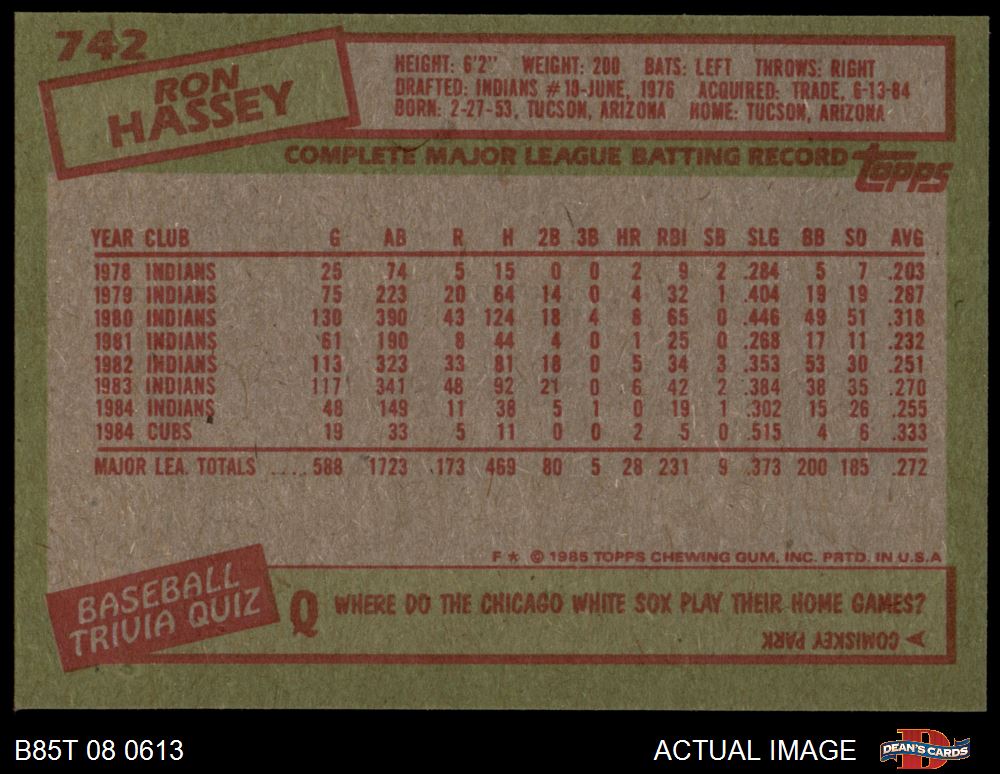 742
RON
HASSEY
HEIGHT: 6'2" WEIGHT: 200 BATS: LEFT THROWS: RIGHT
DRAFTED: INDIANS #18-JUNE, 1976 ACQUIRED: TRADE, 6-13-84
BORN: 2-27-53, TUCSON, ARIZONA HOME: TUCSON, ARIZONA
COMPLETE MAJOR LEAGUE BATTING RECORD
Topps
YEAR CLUB G AB R H 2B 3B HR RBI SB SLG BB SO AVG
1978 INDIANS 25 74 5 15 0 0 2 9 2 .284 5 7 .203
1979 INDIANS 75 223 20 64 14 0 4 32 1 .404 19 19 .287
1980 INDIANS 130 390 43 124 18 4 8 65 0 .446 49 51 .318
1981 INDIANS 61 190 8 44 4 0 1 25 0 .268 17 11 .232
1982 INDIANS 113 323 33 81 18 0 5 34 3 .353 53 30 .251
1983 INDIANS 117 341 48 92 21 0 6 42 2 .384 38 35 .270
1984 INDIANS 48 149 11 38 5 1 0 19 1 .302 15 26 .255
1984 CUBS 19 33 5 11 0 0 2 5 0 .515 4 6 .333
MAJOR LEA. TOTALS ..... 588 1723 173 469 80 5 28 231 9 .373 200 185 .272
F * © 1985 TOPPS CHEWING GUM, INC. PRTD. IN U.S.A
BASEBALL
TRIVIA QUIZ
Q WHERE DO THE CHICAGO WHITE SOX PLAY THEIR HOME GAMES?
A COMISKEY PARK
B85T 08 0613
ACTUAL IMAGE
DEAN'S CARDS